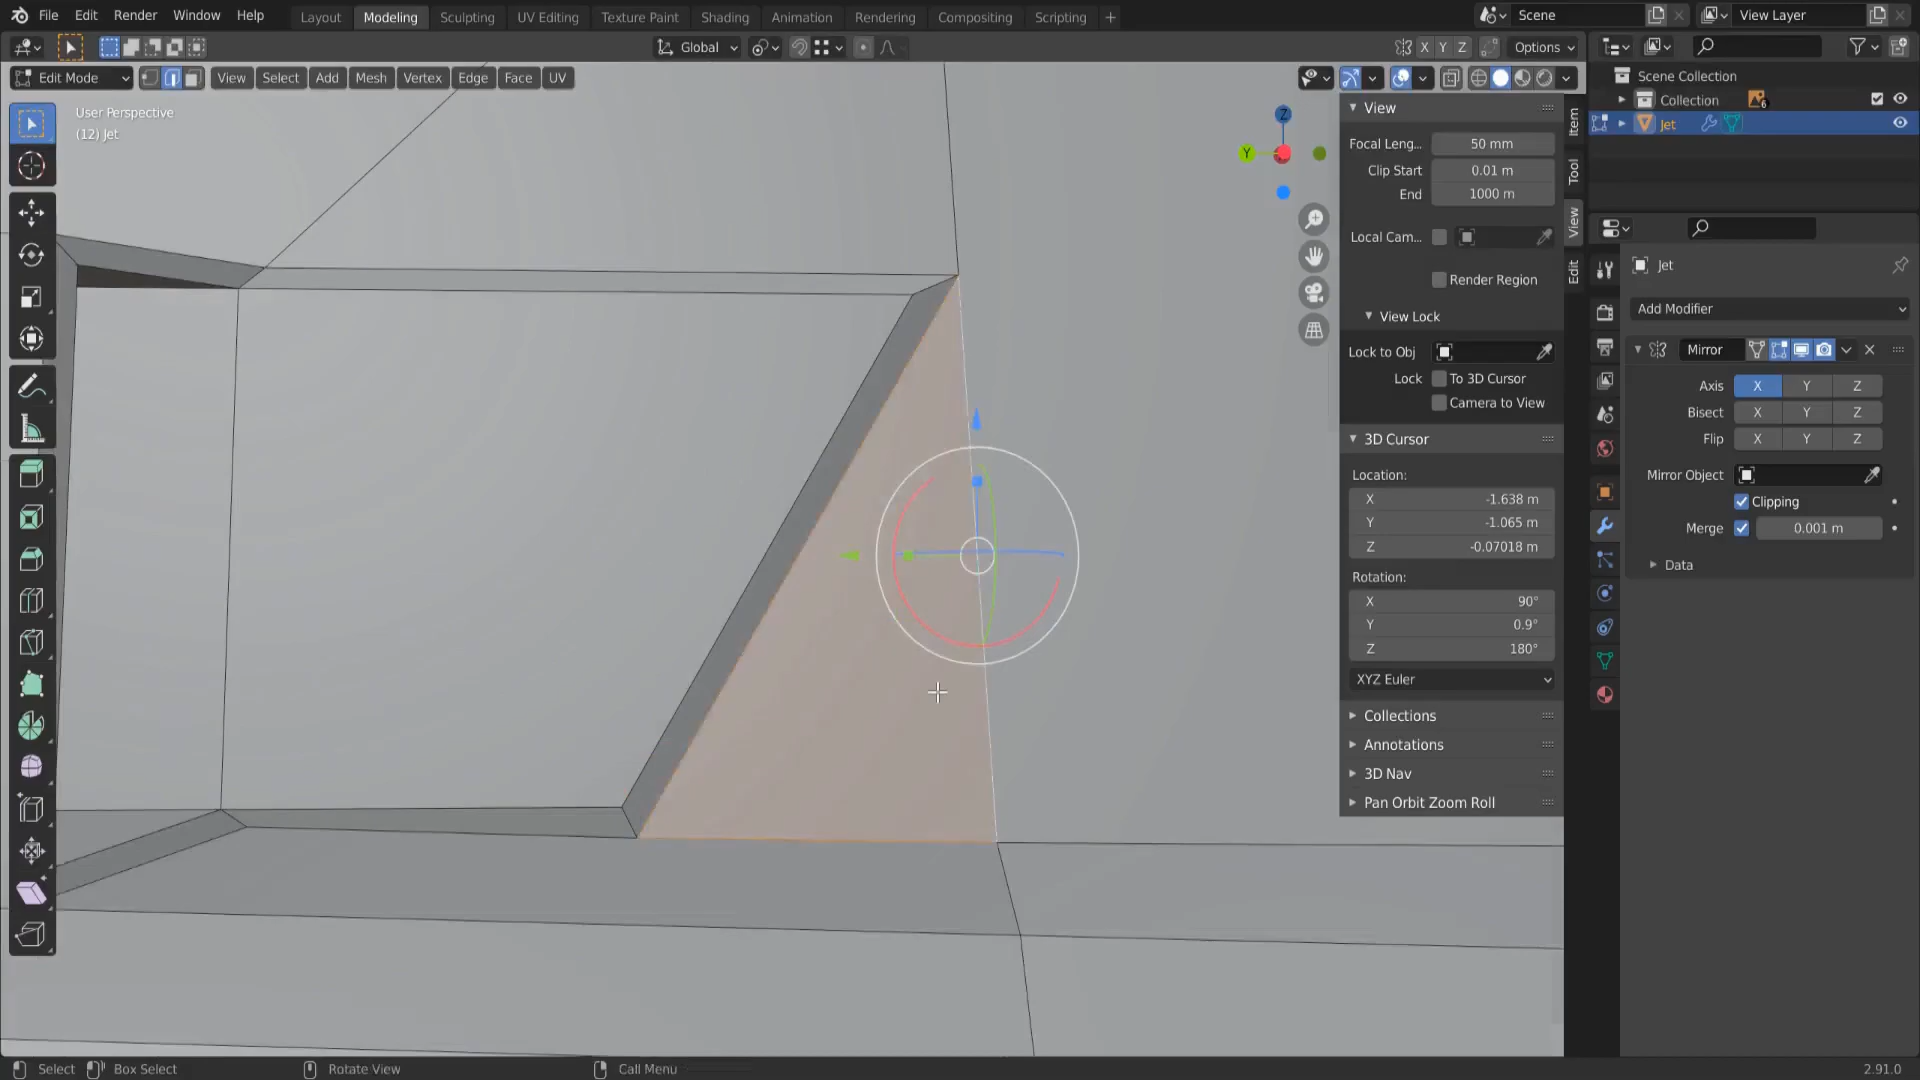 File Edit Render Window Help Layout Modeling Sculpting UV Editing Texture Paint Shading Animation Rendering Compositing Scripting + Scene View Layer
Global X Y Z Options
Edit Mode View Select Add Mesh Vertex Edge Face UV
User Perspective
(12) Jet
Z
Y
View
Focal Leng... 50 mm
Clip Start 0.01 m
End 1000 m
Local Cam...
Render Region
View Lock
Lock to Obj
Lock To 3D Cursor
Camera to View
3D Cursor
Location:
X -1.638 m
Y -1.065 m
Z -0.07018 m
Rotation:
X 90°
Y 0.9°
Z 180°
XYZ Euler
Collections
Annotations
3D Nav
Pan Orbit Zoom Roll
Item
Tool
View
Edit
Scene Collection
Collection 6
Jet
Jet
Add Modifier
Mirror
Axis X Y Z
Bisect X Y Z
Flip X Y Z
Mirror Object
Clipping
Merge 0.001 m
Data
Select Box Select Rotate View Call Menu 2.91.0